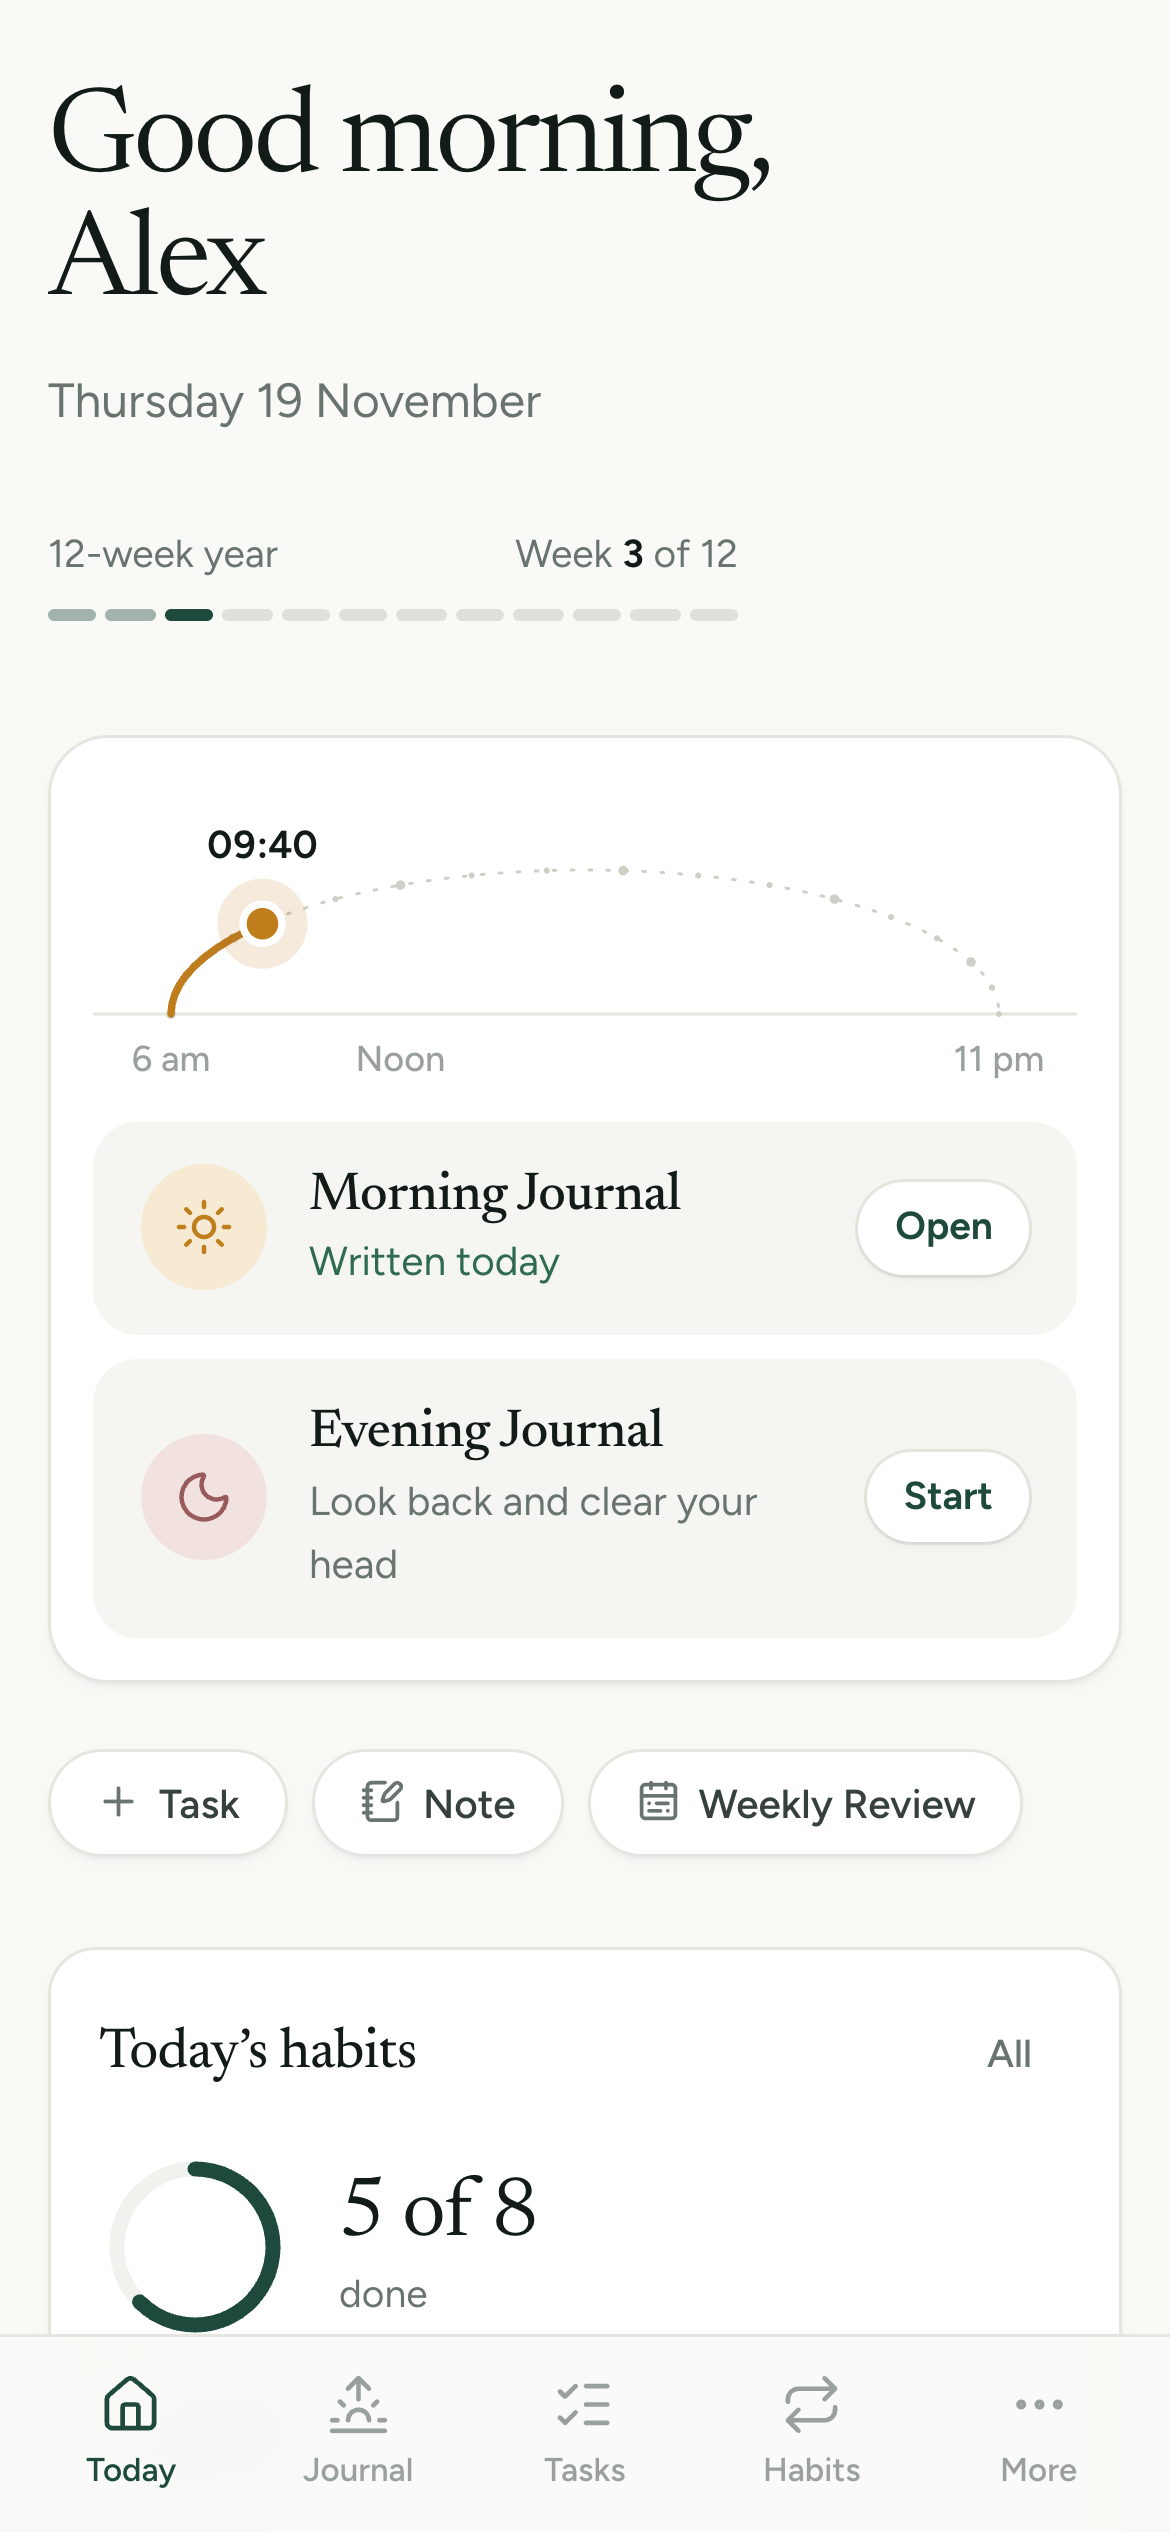 Good morning,
Alex
Thursday 19 November
12-week year
Week 3 of 12
09:40
6 am
Noon
11 pm
Morning Journal
Written today
Open
Evening Journal
Look back and clear your
head
Start
Task
Note
Weekly Review
Today’s habits
All
5 of 8
done
Today
Journal
Tasks
Habits
More